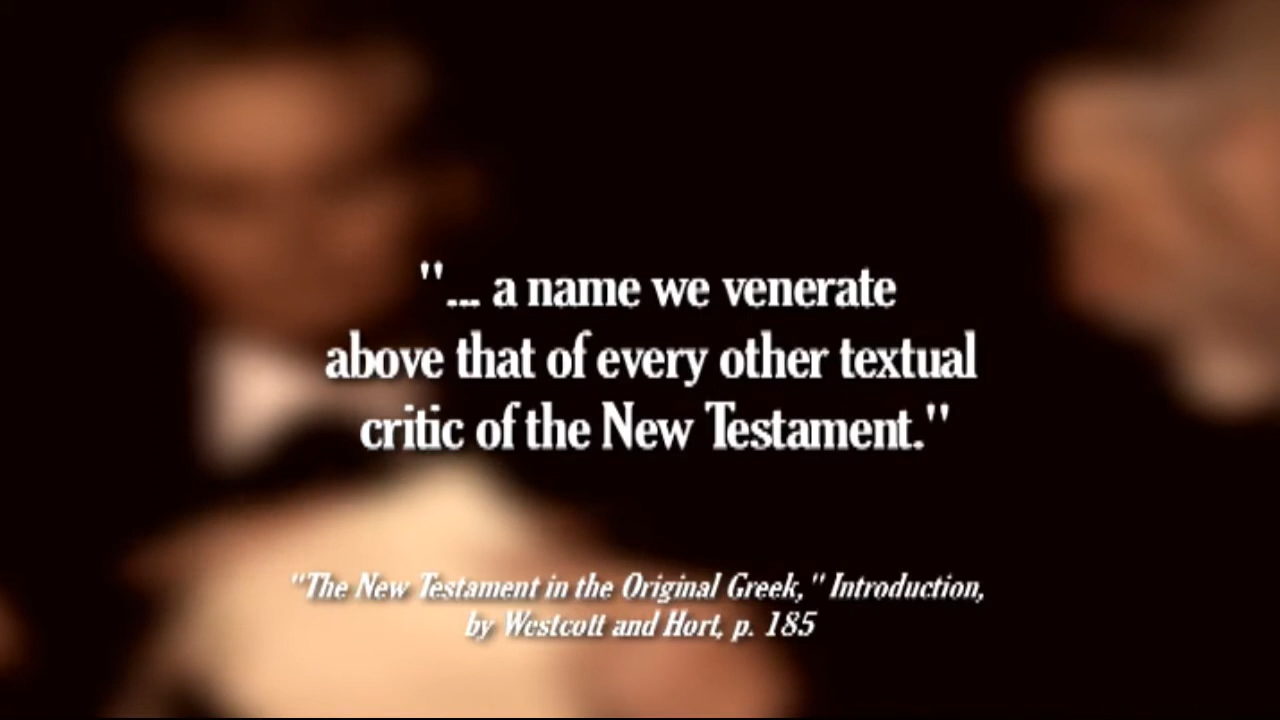 "... a name we venerate
above that of every other textual
critic of the New Testament."
"The New Testament in the Original Greek," Introduction,
by Westcott and Hort, p. 185